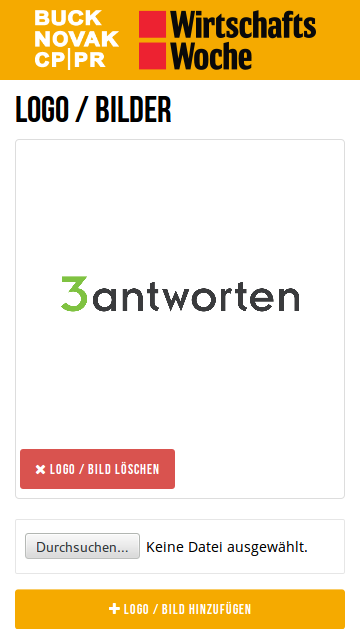 BUCK
NOVAK
CP|PR
Wirtschafts
Woche
LOGO / BILDER
3antworten
LOGO / BILD LÖSCHEN
Durchsuchen... Keine Datei ausgewählt.
LOGO / BILD HINZUFÜGEN